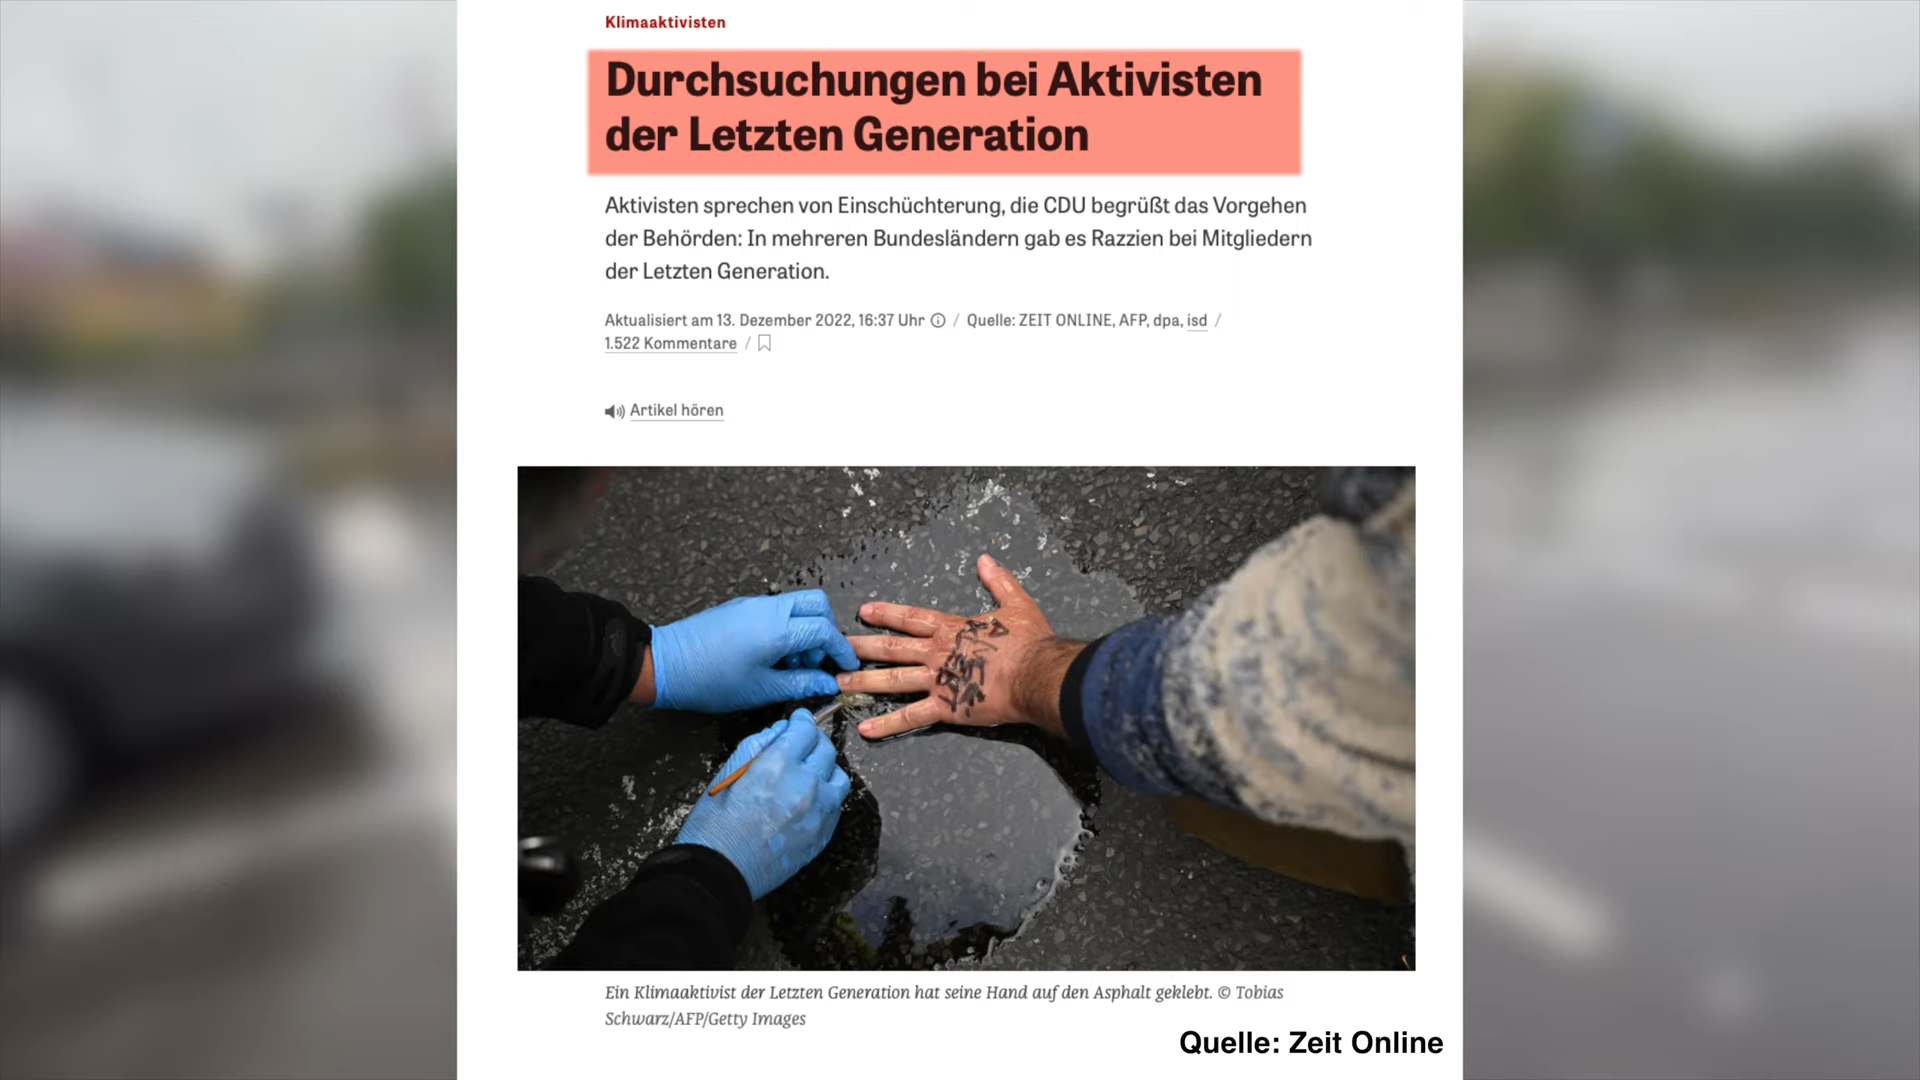 Klimaaktivisten
Durchsuchungen bei Aktivisten
der Letzten Generation
Aktivisten sprechen von Einschüchterung, die CDU begrüßt das Vorgehen
der Behörden: In mehreren Bundesländern gab es Razzien bei Mitgliedern
der Letzten Generation.
Aktualisiert am 13. Dezember 2022, 16:37 Uhr / Quelle: ZEIT ONLINE, AFP, dpa, isd /
1.522 Kommentare /
Artikel hören
Ein Klimaaktivist der Letzten Generation hat seine Hand auf den Asphalt geklebt. © Tobias
Schwarz/AFP/Getty Images
Quelle: Zeit Online